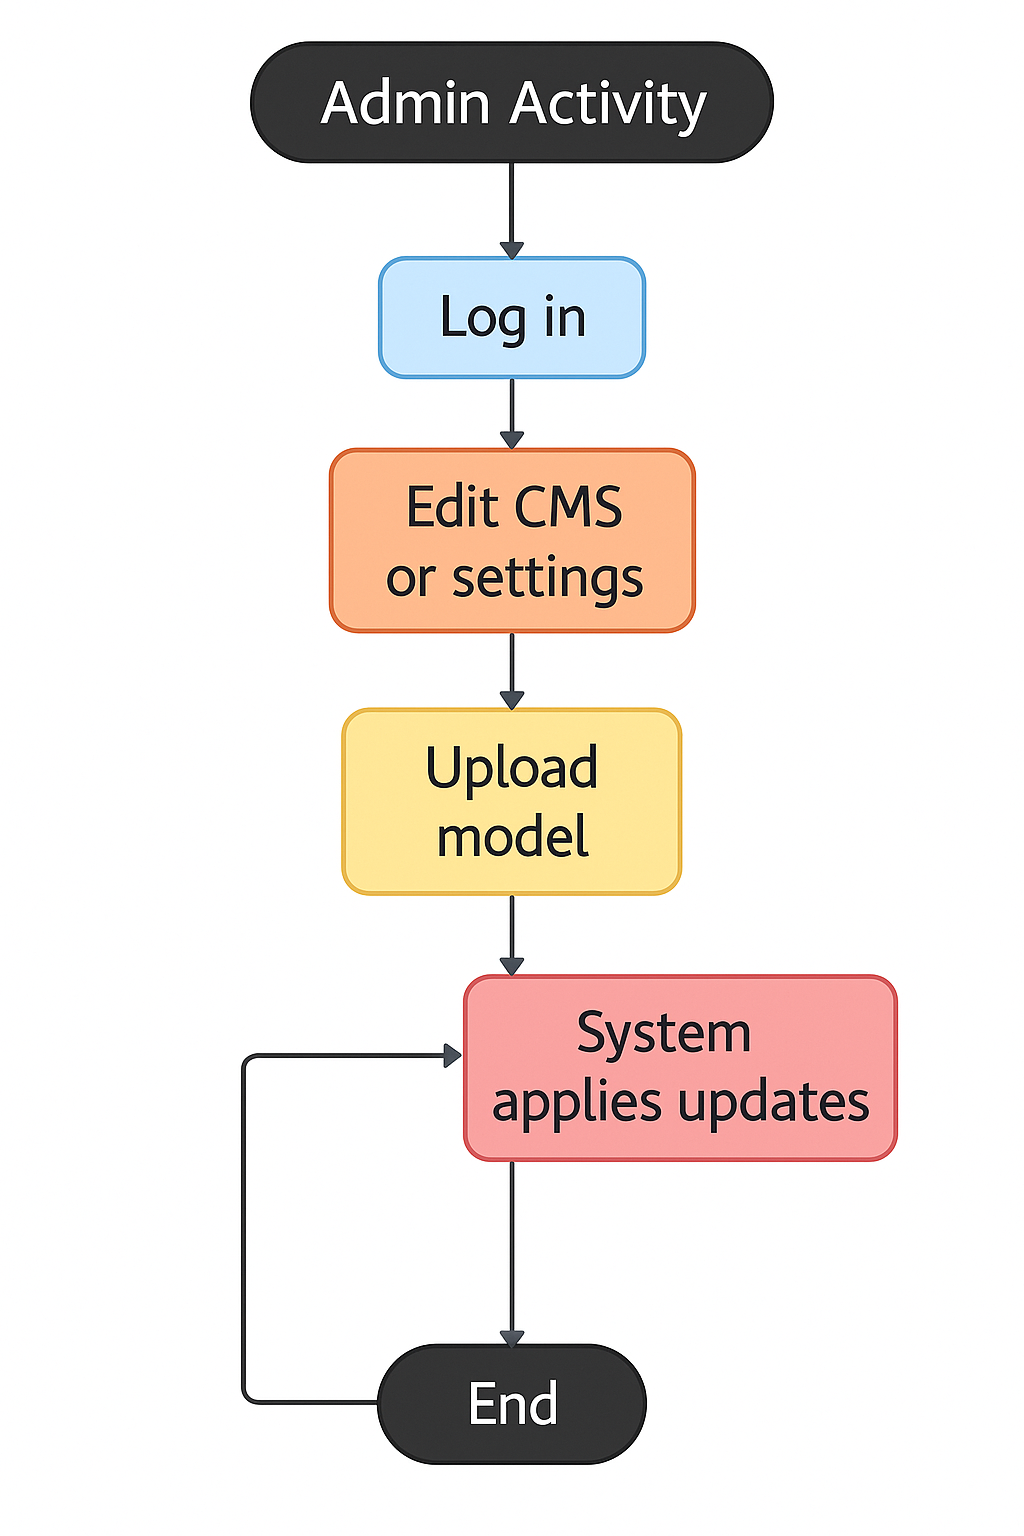 Admin Activity
Log in
Edit CMS
or settings
Upload
model
System
applies updates
End